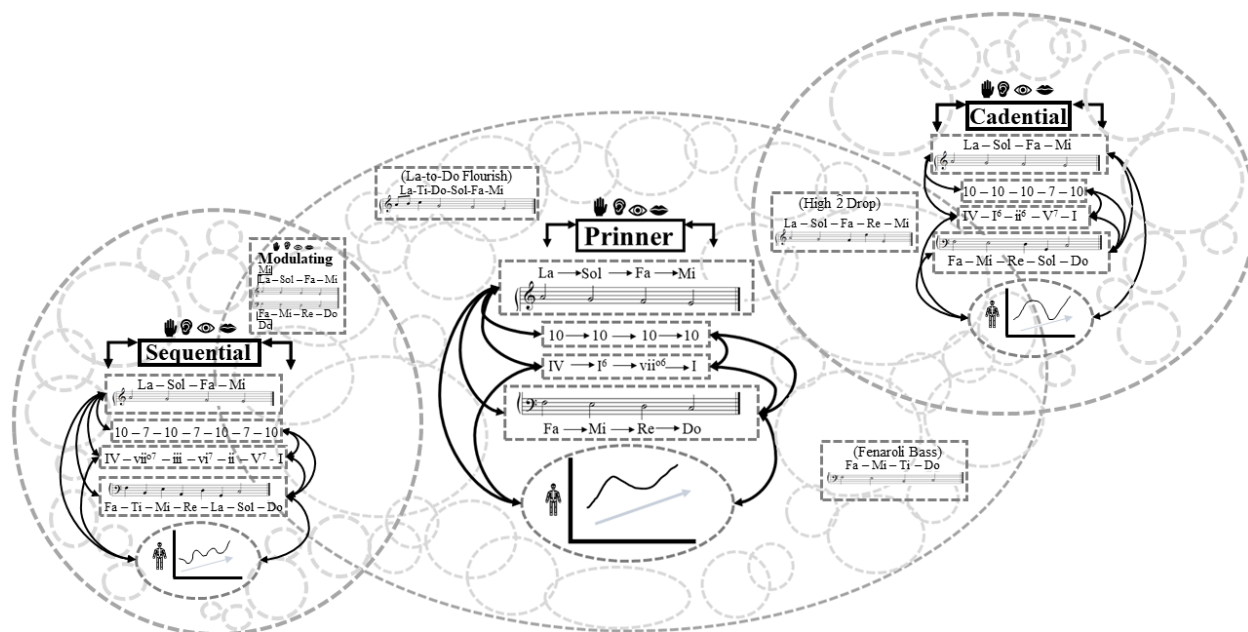 (La-to-Do Flourish)
La-Ti-Do-Sol-Fa-Mi
Prinner
La → Sol → Fa → Mi
10 → 10 → 10 → 10
IV → I⁶ → viiᵒ⁶ → I
Fa → Mi → Re → Do
Modulating
Mi
La – Sol – Fa – Mi
Fa – Mi – Re – Do
Do
Sequential
La – Sol – Fa – Mi
10 – 7 – 10 – 7 – 10 – 7 – 10
IV – viiᵒ⁷ – iii – vi⁷ – ii – V⁷ - I
Fa – Ti – Mi – Re – La – Sol – Do
Cadential
La – Sol – Fa – Mi
10 – 10 – 10 – 7 – 10
IV – I⁶ – ii⁶ – V⁷ – I
Fa – Mi – Re – Sol – Do
(High 2 Drop)
La – Sol – Fa – Re – Mi
(Fenaroli Bass)
Fa – Mi – Ti – Do